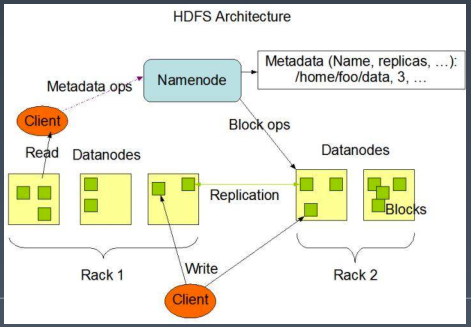 HDFS Architecture
Metadata (Name, replicas, ...):
/home/foo/data, 3, ...
Namenode
Metadata ops
Client
Block ops
Read
Datanodes
Datanodes
Replication
Blocks
Write
Rack 1
Rack 2
Client